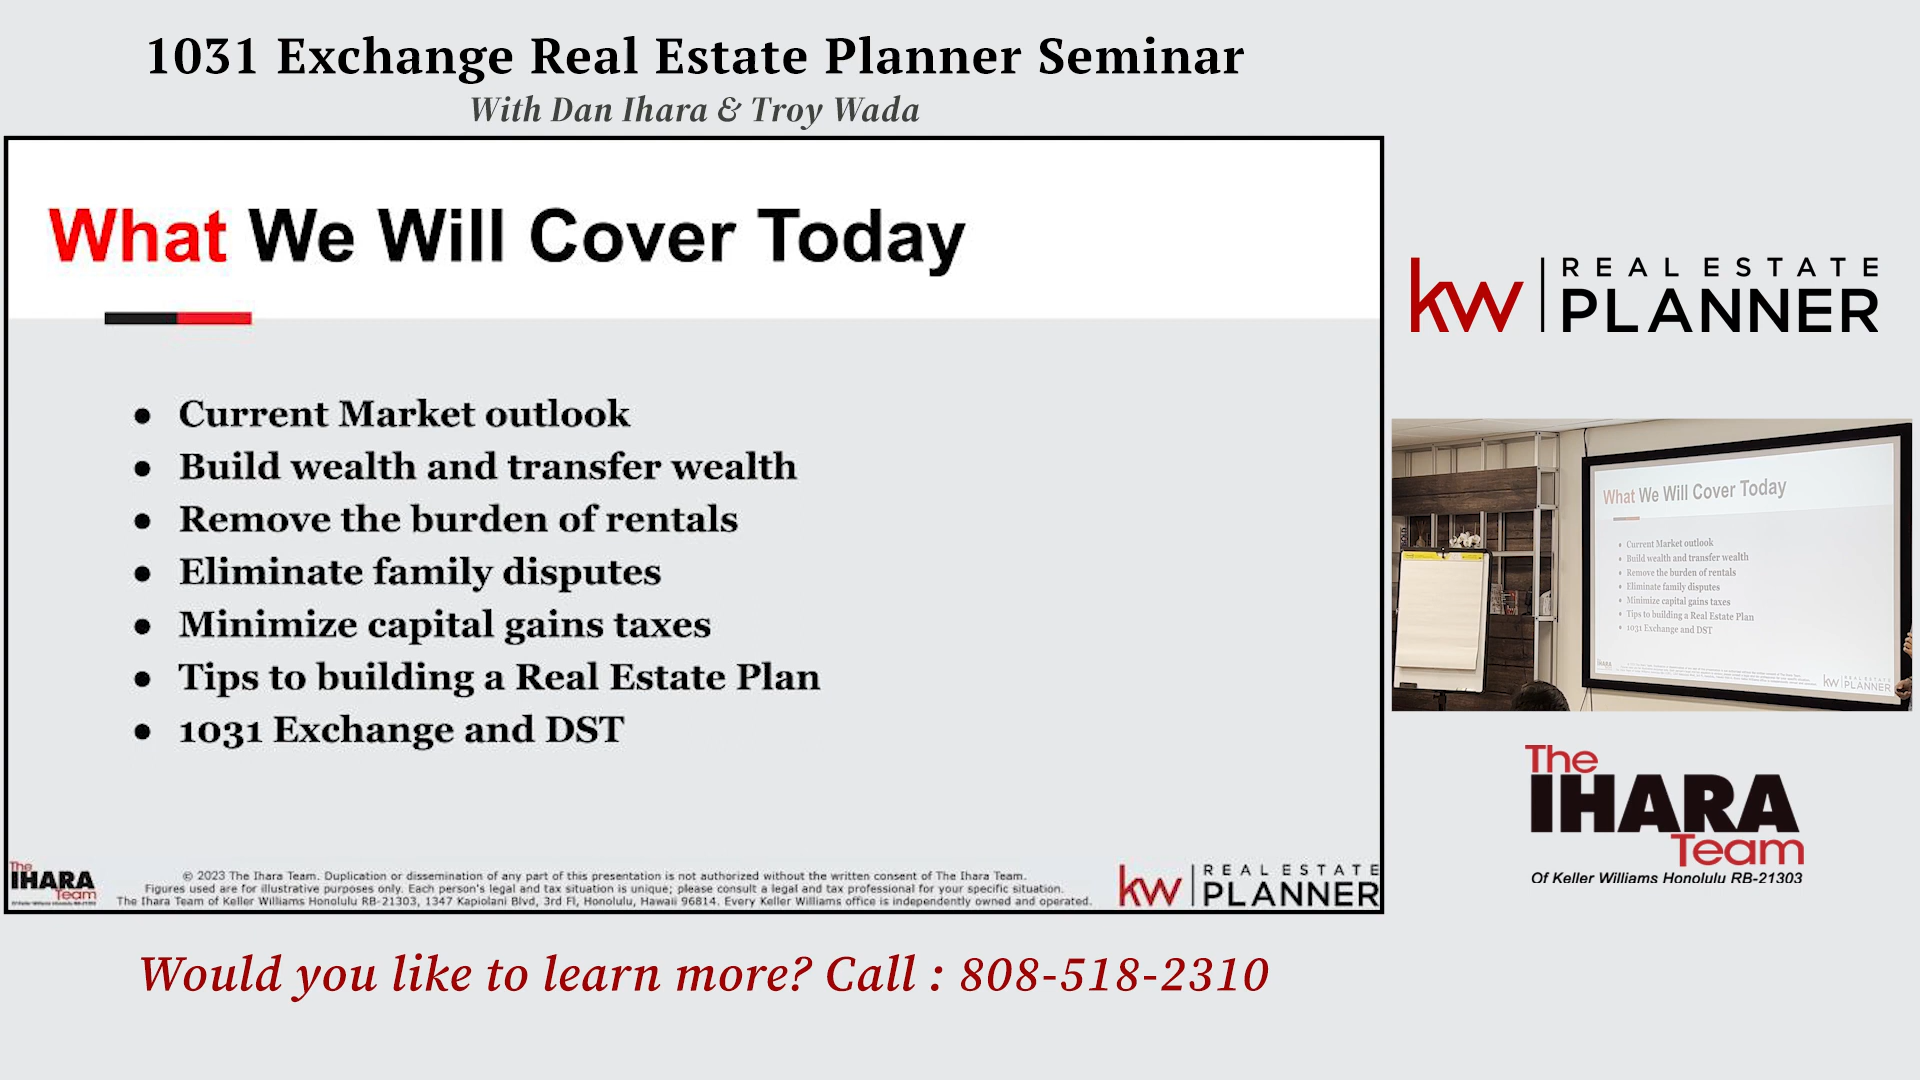 1031 Exchange Real Estate Planner Seminar
With Dan Ihara & Troy Wada
What We Will Cover Today
● Current Market outlook
● Build wealth and transfer wealth
● Remove the burden of rentals
● Eliminate family disputes
● Minimize capital gains taxes
● Tips to building a Real Estate Plan
● 1031 Exchange and DST
The
IHARA
Team
© 2023 The Ihara Team. Duplication or dissemination of any part of this presentation is not authorized without the written consent of The Ihara Team.
Figures used are for illustrative purposes only. Each person's legal and tax situation is unique; please consult a legal and tax professional for your specific situation.
The Ihara Team of Keller Williams Honolulu RB-21303, 1347 Kapiolani Blvd, 3rd Fl, Honolulu, Hawaii 96814. Every Keller Williams office is independently owned and operated.
kw REAL ESTATE
PLANNER
Would you like to learn more? Call : 808-518-2310
kw REAL ESTATE
PLANNER
What We Will Cover Today
Current Market outlook
Build wealth and transfer wealth
Remove the burden of rentals
Eliminate family disputes
Minimize capital gains taxes
Tips to building a Real Estate Plan
1031 Exchange and DST
IHARA
kw REAL ESTATE
PLANNER
The
IHARA
Team
Of Keller Williams Honolulu RB-21303